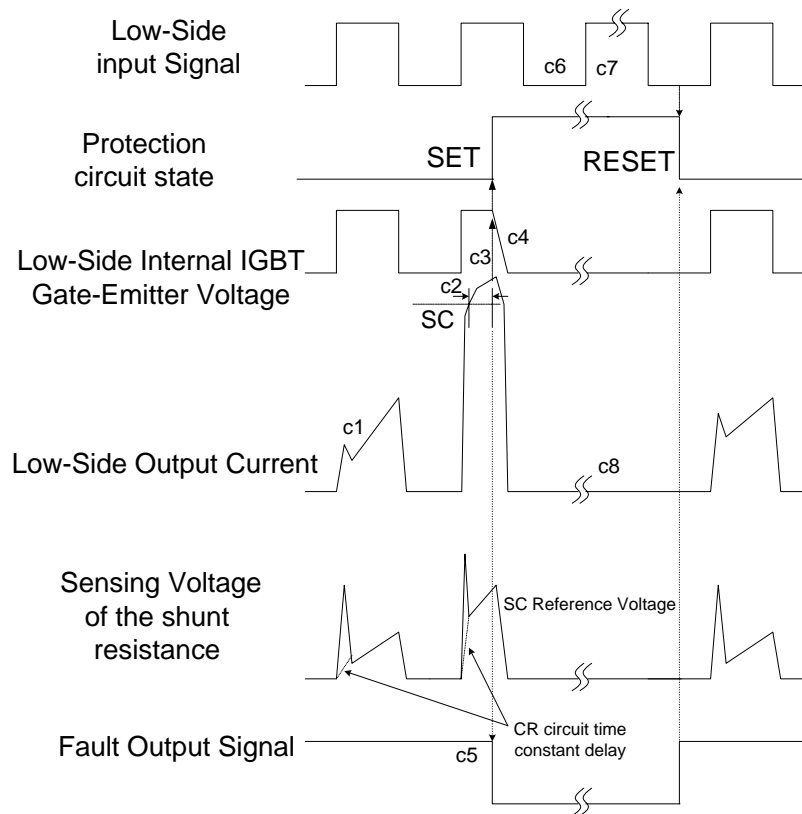 Low-Side
input Signal
c6
c7
Protection
circuit state
SET
RESET
Low-Side Internal IGBT
Gate-Emitter Voltage
c4
c3
c2
SC
c1
Low-Side Output Current
c8
Sensing Voltage
of the shunt
resistance
SC Reference Voltage
CR circuit time
constant delay
Fault Output Signal
c5